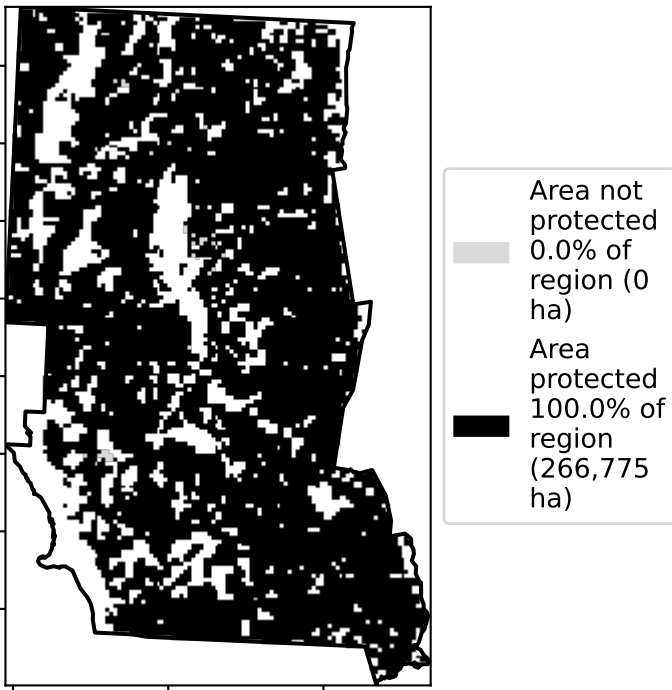 Area not
protected
0.0% of
region (0
ha)
Area
protected
100.0% of
region
(266,775
ha)